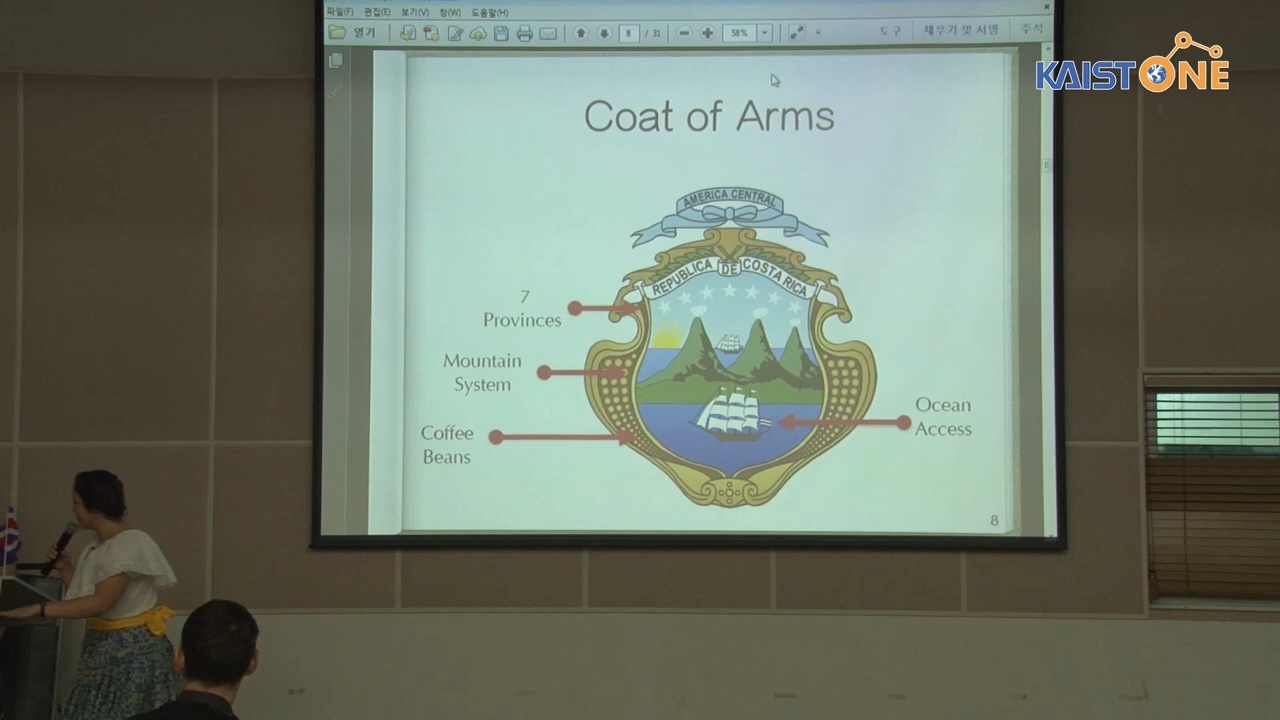 파일(F) 편집(E) 보기(V) 창(W) 도움말(H)
열기 8 / 31 58% 도구 채우기 및 서명 주석
KAIST ONE
Coat of Arms
AMERICA CENTRAL
REPUBLICA DE COSTA RICA
7
Provinces
Mountain
System
Coffee
Beans
Ocean
Access
8